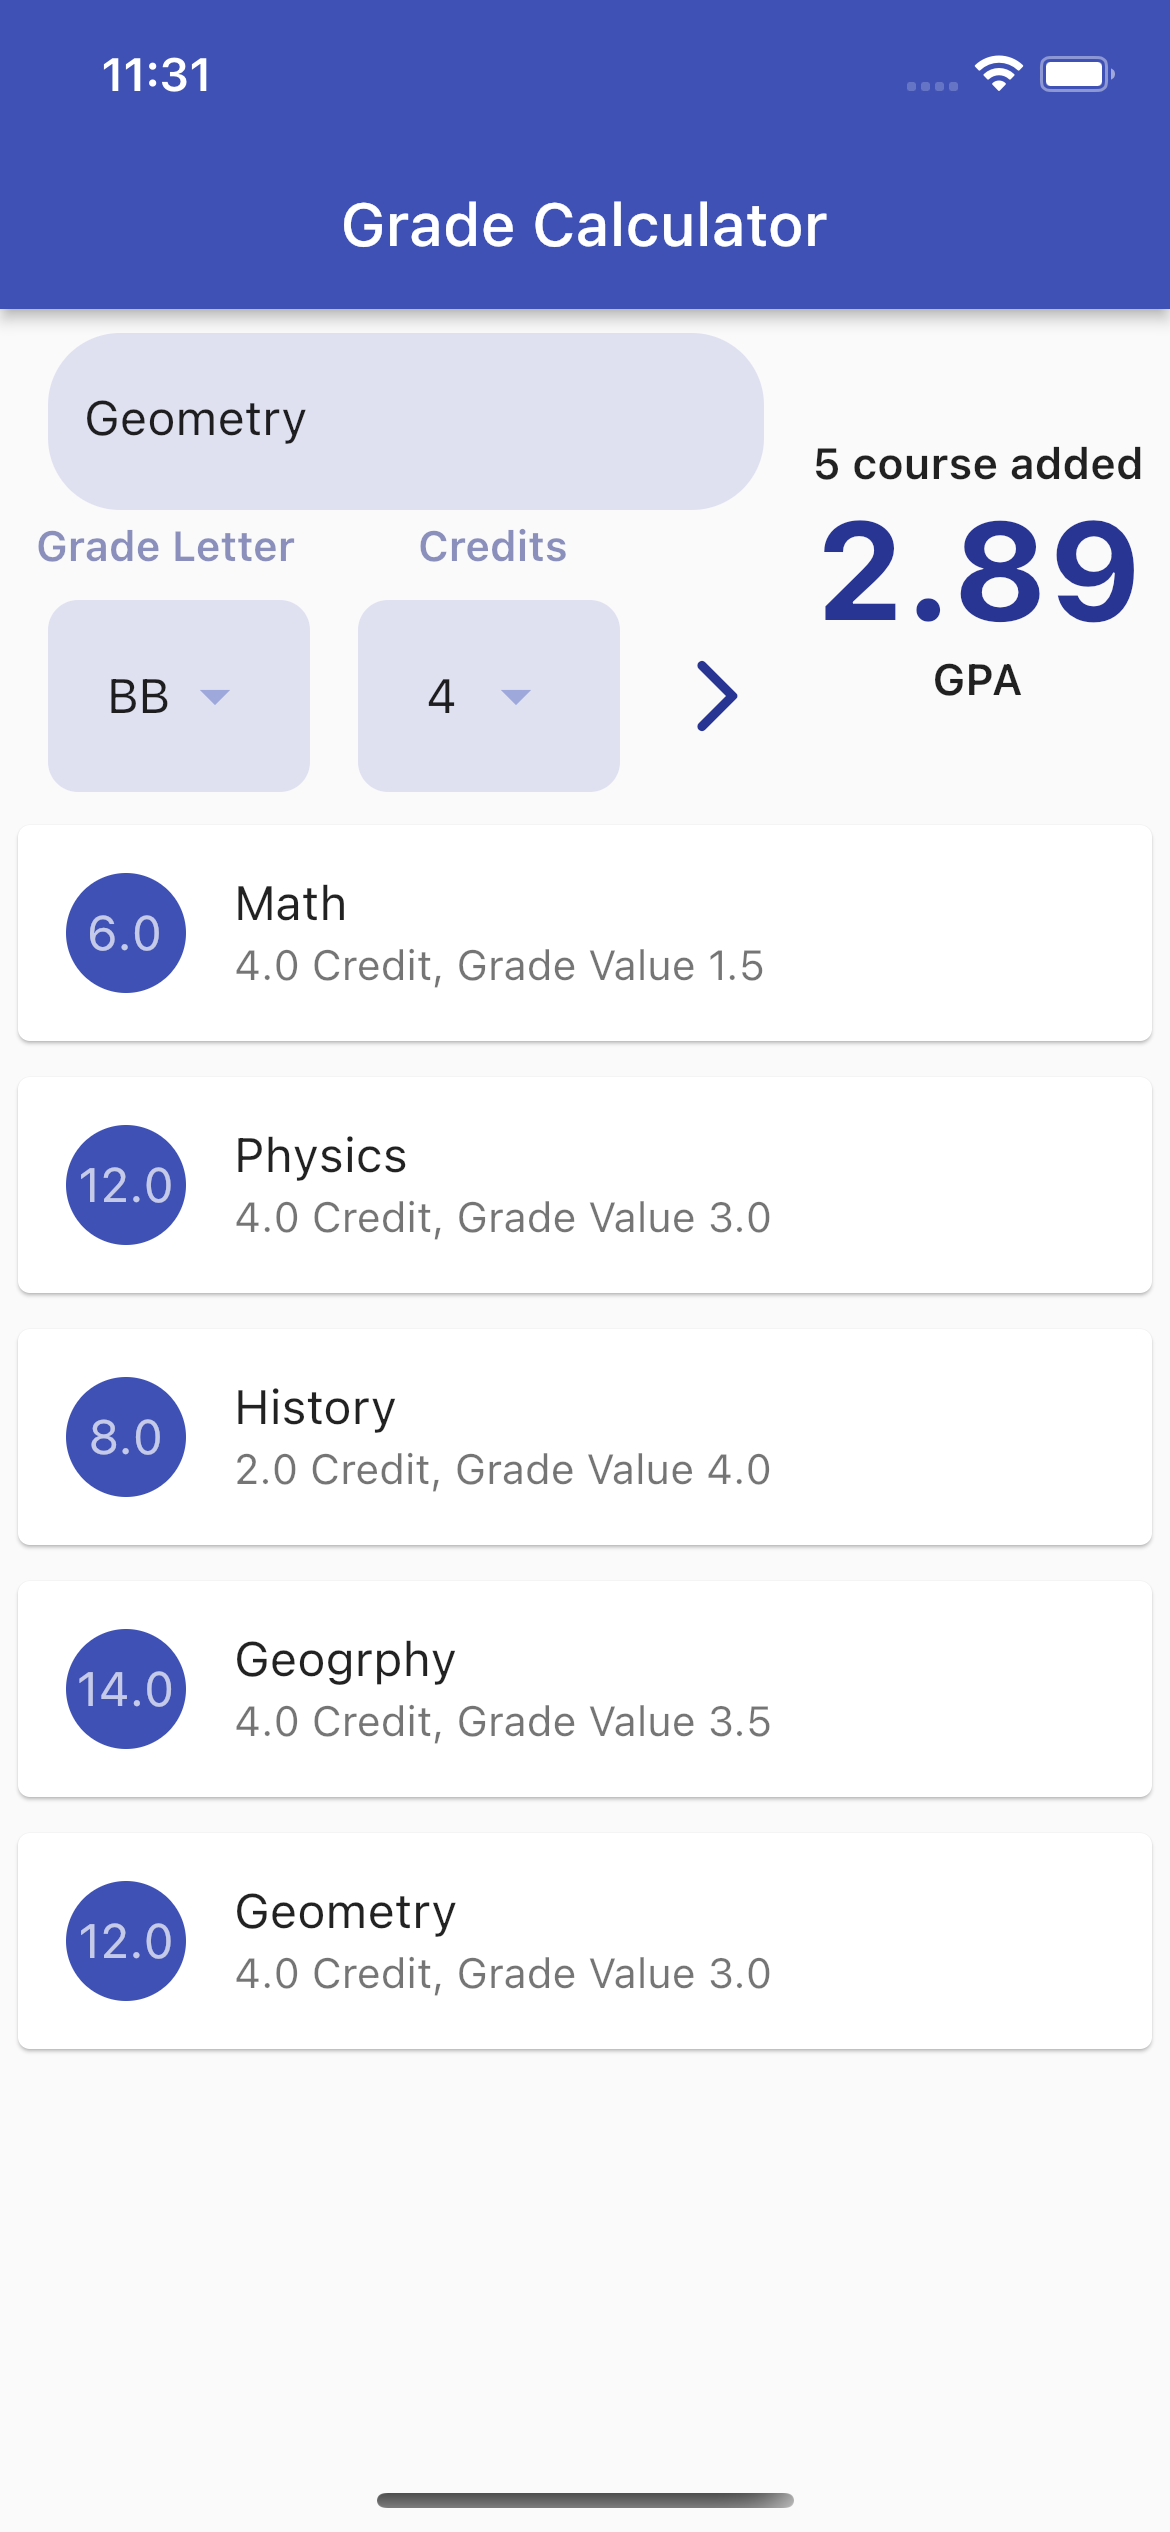 11:31
Grade Calculator
Geometry
5 course added
2.89
GPA
Grade Letter
Credits
BB
4
6.0
Math
4.0 Credit, Grade Value 1.5
12.0
Physics
4.0 Credit, Grade Value 3.0
8.0
History
2.0 Credit, Grade Value 4.0
14.0
Geogrphy
4.0 Credit, Grade Value 3.5
12.0
Geometry
4.0 Credit, Grade Value 3.0